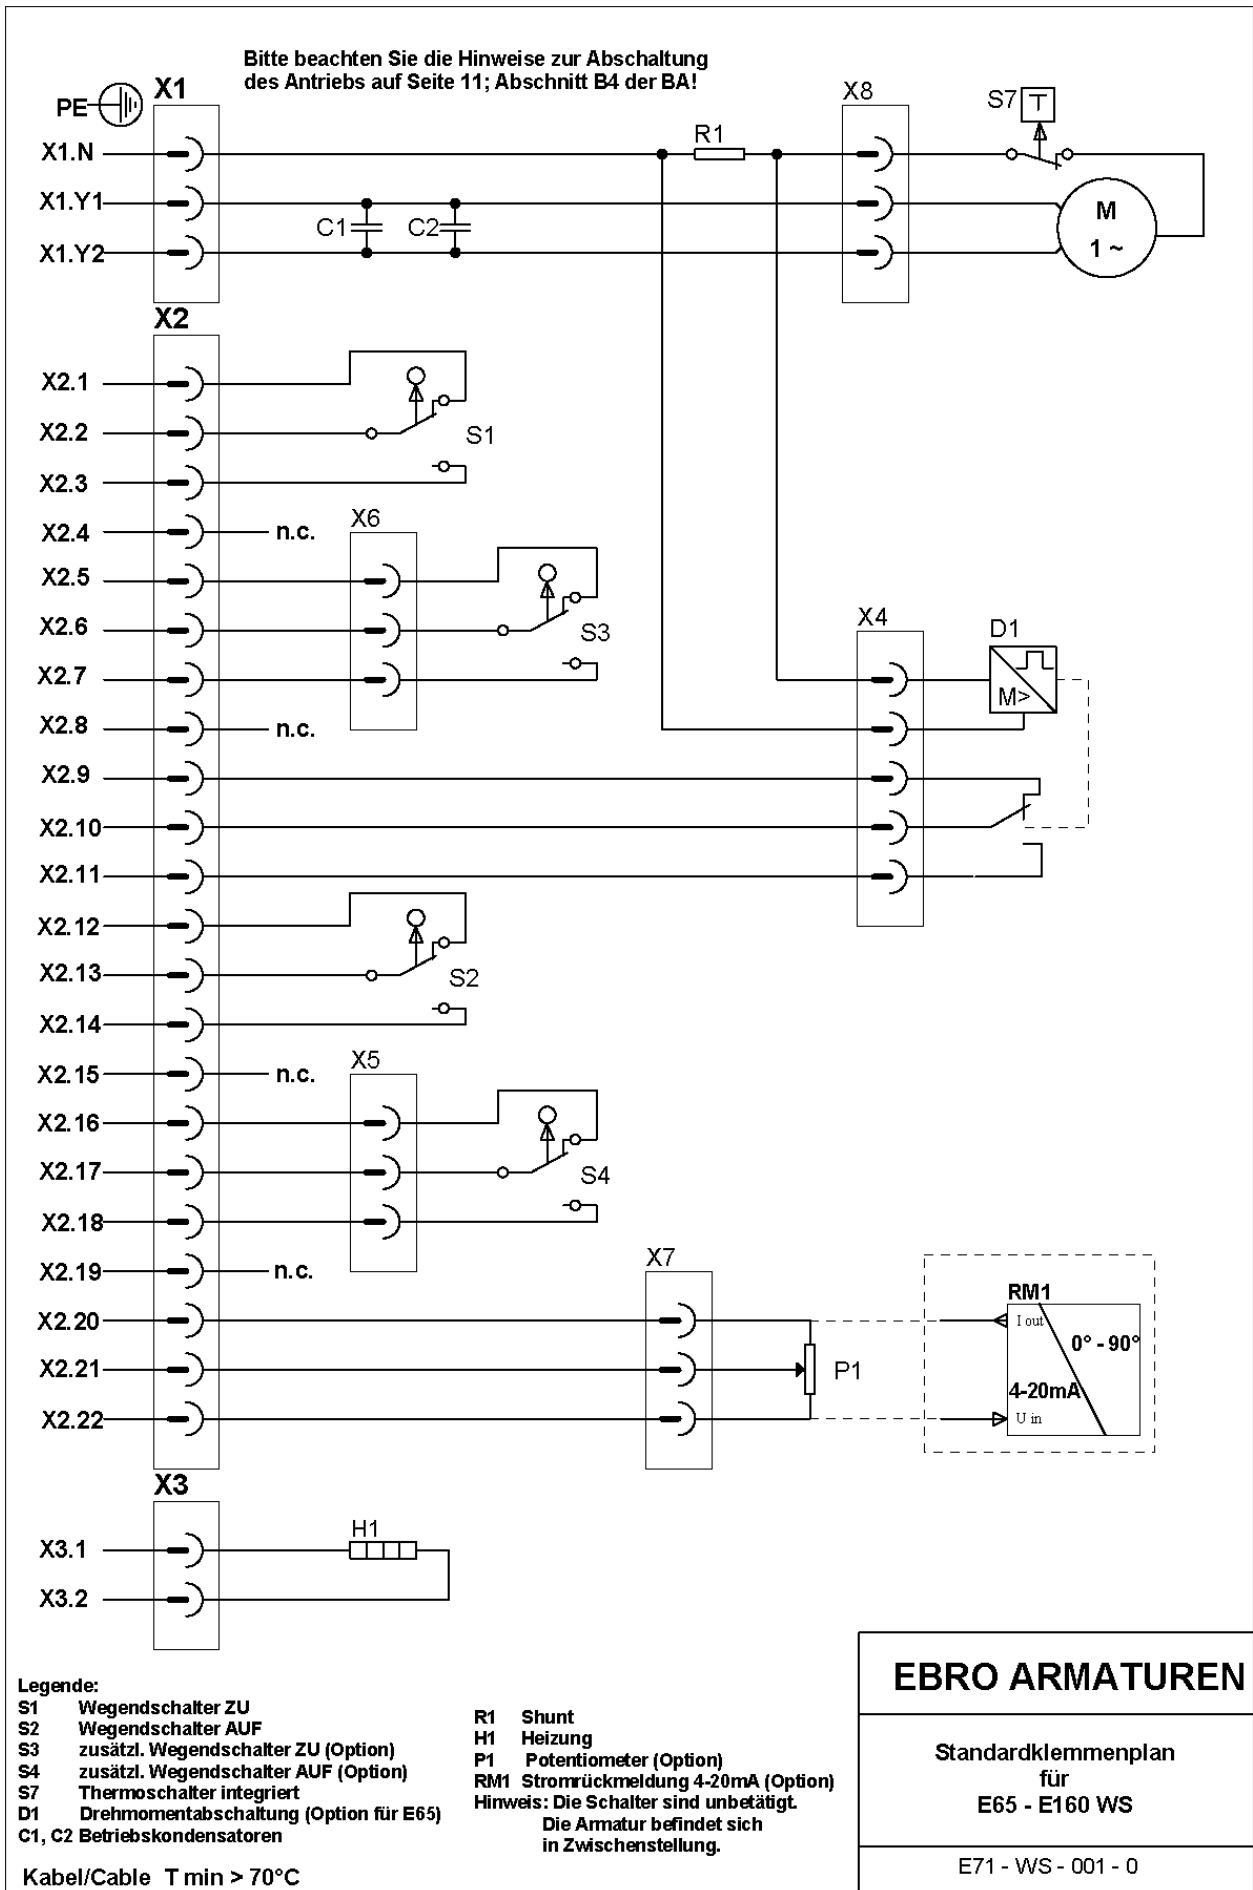 Bitte beachten Sie die Hinweise zur Abschaltung
des Antriebs auf Seite 11; Abschnitt B4 der BA!
PE
X1
X8
S7
T
X1.N
R1
X1.Y1
C1
C2
M
1 ~
X1.Y2
X2
X2.1
X2.2
S1
X2.3
X2.4
n.c.
X6
X2.5
X2.6
S3
X4
D1
X2.7
M>
X2.8
n.c.
X2.9
X2.10
X2.11
X2.12
X2.13
S2
X2.14
X2.15
n.c.
X5
X2.16
X2.17
S4
X2.18
X2.19
n.c.
X7
RM1
X2.20
I out
0° - 90°
X2.21
P1
4-20mA
X2.22
U in
X3
X3.1
H1
X3.2
Legende:
S1 Wegendschalter ZU
S2 Wegendschalter AUF
S3 zusätzl. Wegendschalter ZU (Option)
S4 zusätzl. Wegendschalter AUF (Option)
S7 Thermoschalter integriert
D1 Drehmomentabschaltung (Option für E65)
C1, C2 Betriebskondensatoren
Kabel/Cable T min > 70°C
R1 Shunt
H1 Heizung
P1 Potentiometer (Option)
RM1 Stromrückmeldung 4-20mA (Option)
Hinweis: Die Schalter sind unbetätigt.
Die Armatur befindet sich
in Zwischenstellung.
EBRO ARMATUREN
Standardklemmenplan
für
E65 - E160 WS
E71 - WS - 001 - 0